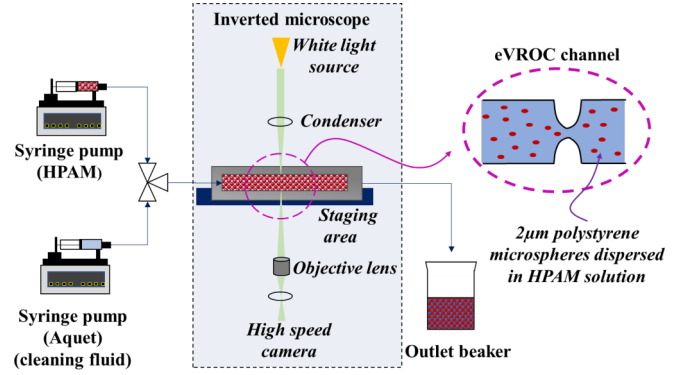 Inverted microscope
White light
source
Condenser
eVROC channel
Syringe pump
(HPAM)
Staging
area
2μm polystyrene
microspheres dispersed
in HPAM solution
Objective lens
Syringe pump
(Aquet)
(cleaning fluid)
High speed
camera
Outlet beaker